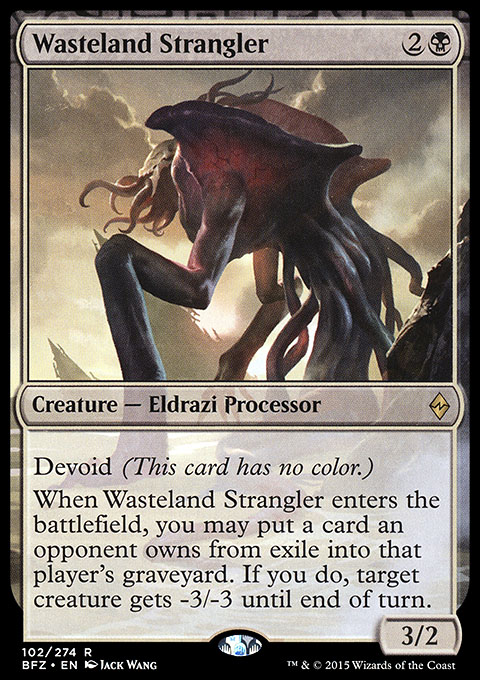 Wasteland Strangler 2
Creature — Eldrazi Processor
Devoid (This card has no color.)
When Wasteland Strangler enters the
battlefield, you may put a card an
opponent owns from exile into that
player's graveyard. If you do, target
creature gets -3/-3 until end of turn.
3/2
102/274 R
BFZ • EN Jack Wang
™ & © 2015 Wizards of the Coast